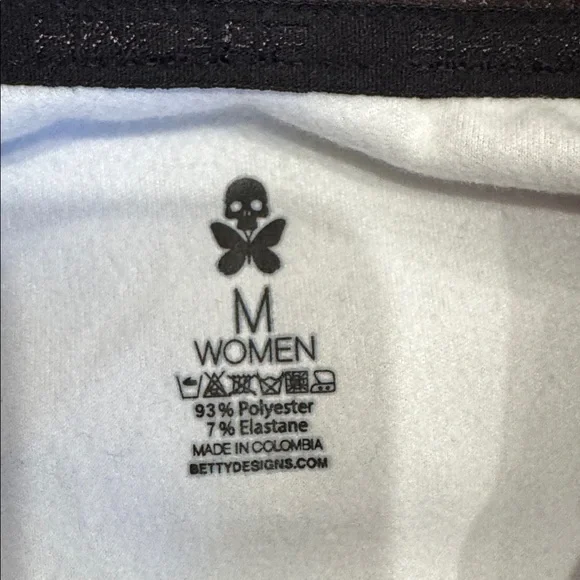 M
WOMEN
93% Polyester
7% Elastane
MADE IN COLOMBIA
BETTYDESIGNS.COM